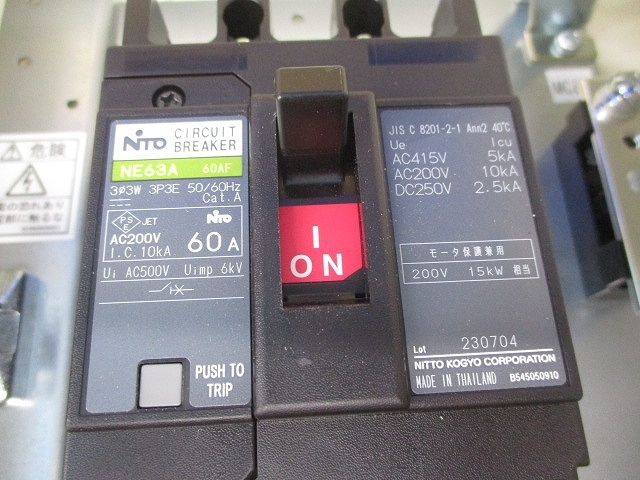 NITO CIRCUIT BREAKER
NE63A 60AF
3φ3W 3P3E 50/60Hz
Cat.A
PS E JET
Nito
AC200V
I.C.10kA
60A
Ui AC500V Uimp 6kV
PUSH TO TRIP
I
ON
JIS C 8201-2-1 Ann2 40℃
Ue Icu
AC415V 5kA
AC200V 10kA
DC250V 2.5kA
モータ保護兼用
200V 15kW 相当
Lot 230704
NITTO KOGYO CORPORATION
MADE IN THAILAND B545050910
危険